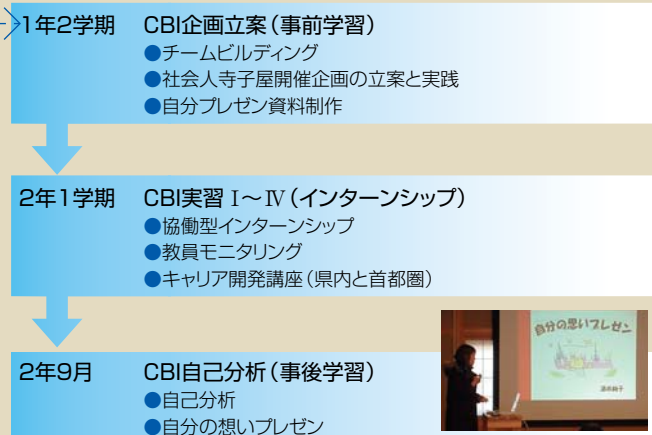 1年2学期 CBI企画立案（事前学習）
●チームビルディング
●社会人寺子屋開催企画の立案と実践
●自分プレゼン資料制作
2年1学期 CBI実習 Ⅰ～Ⅳ（インターンシップ）
●協働型インターンシップ
●教員モニタリング
●キャリア開発講座（県内と首都圏）
自分の思いプレゼン
2年9月 CBI自己分析（事後学習）
●自己分析
●自分の想いプレゼン